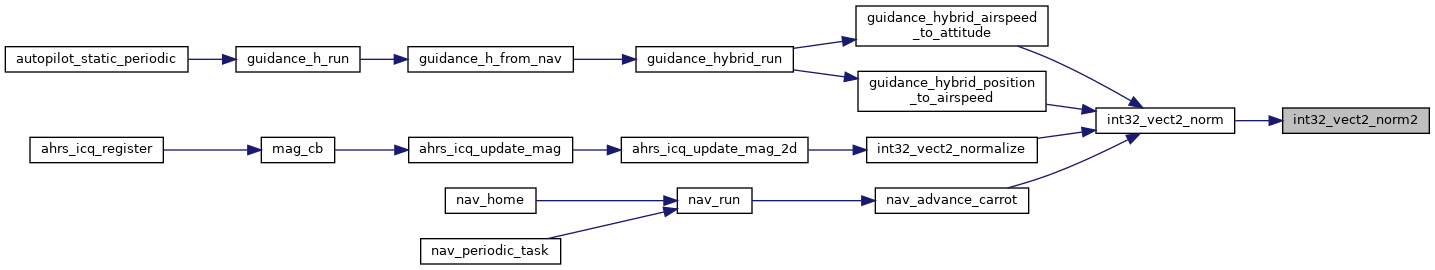 guidance_hybrid_airspeed
_to_attitude
autopilot_static_periodic
guidance_h_run
guidance_h_from_nav
guidance_hybrid_run
guidance_hybrid_position
_to_airspeed
int32_vect2_norm
int32_vect2_norm2
ahrs_icq_register
mag_cb
ahrs_icq_update_mag
ahrs_icq_update_mag_2d
int32_vect2_normalize
nav_home
nav_run
nav_advance_carrot
nav_periodic_task